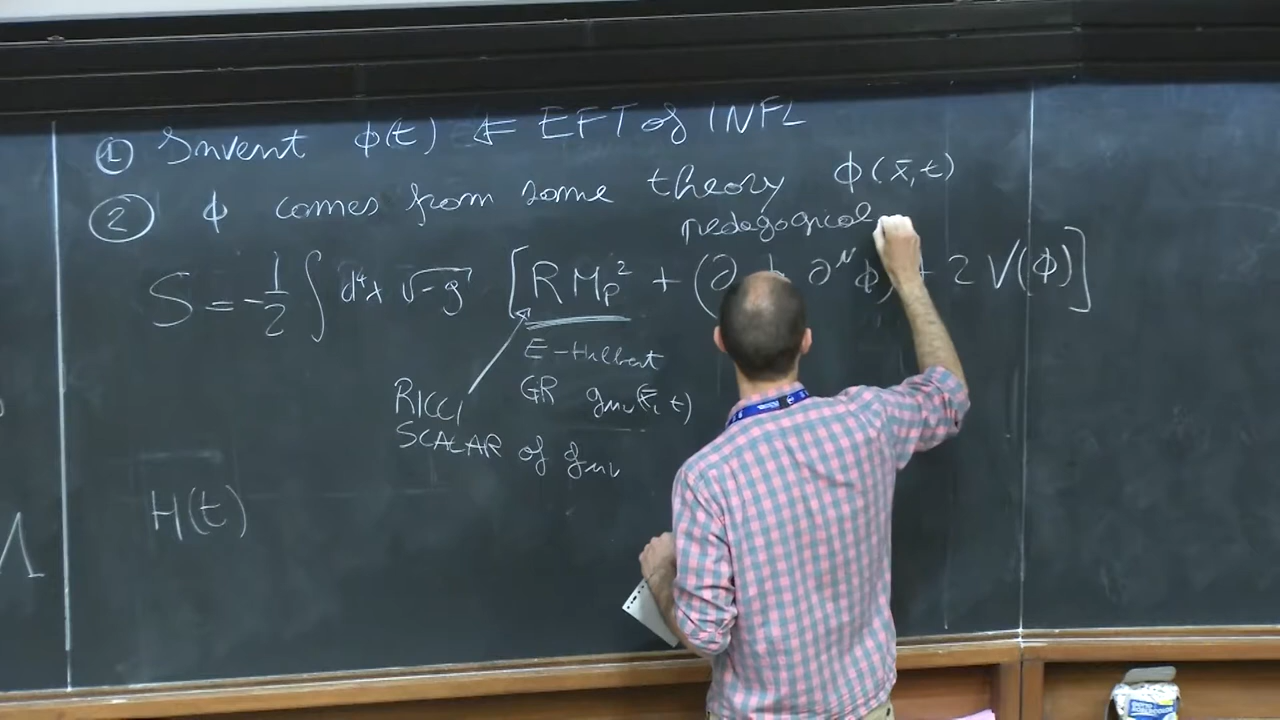 ① Invent ϕ(t) ⇐ EFT of INFL
② ϕ comes from some theory ϕ(x̄,t)
pedagogical
S = -1/2 ∫ d⁴x √-g [RMₚ² + (∂ ϕ ∂^μ ϕ) + 2 V(ϕ)]
E-Hilbert
GR gμν(x̄, t)
RICCI
SCALAR of gμν
H(t)
Λ